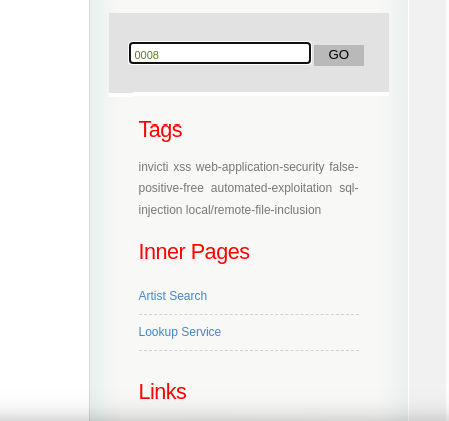 0008
GO
Tags
invicti xss web-application-security false-
positive-free automated-exploitation sql-
injection local/remote-file-inclusion
Inner Pages
Artist Search
Lookup Service
Links